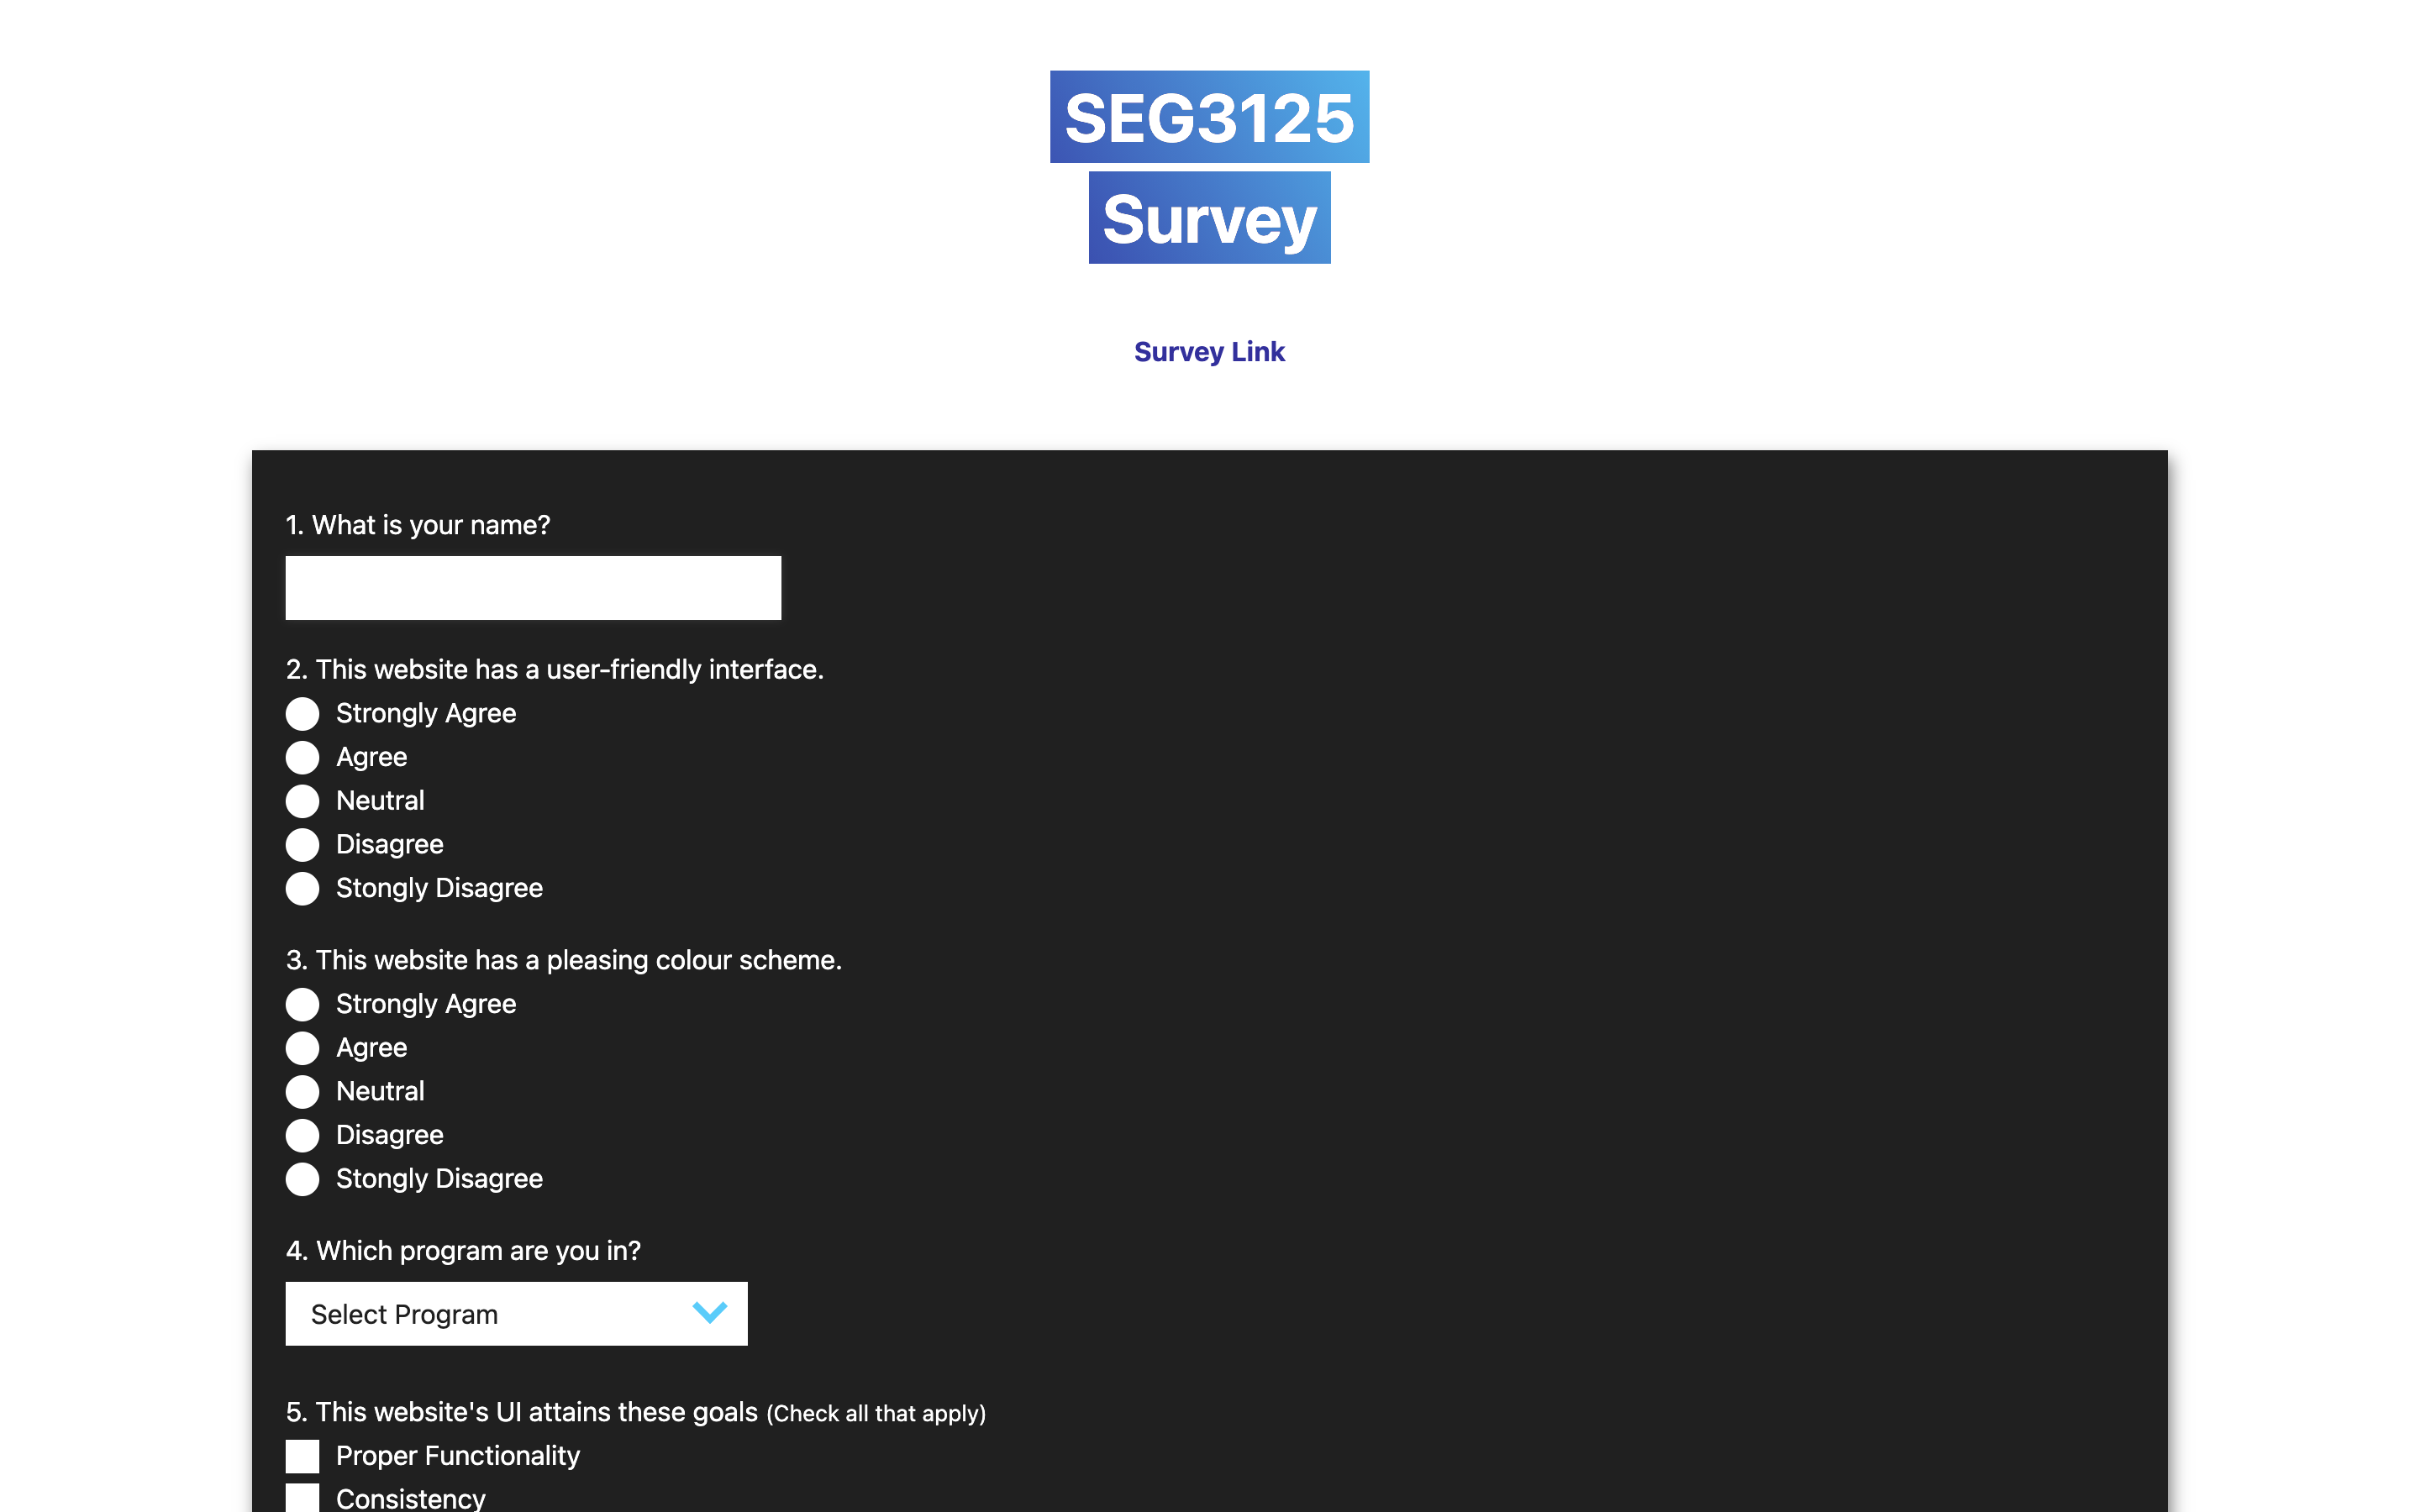 SEG3125
Survey
Survey Link
1. What is your name?
2. This website has a user-friendly interface.
Strongly Agree
Agree
Neutral
Disagree
Stongly Disagree
3. This website has a pleasing colour scheme.
Strongly Agree
Agree
Neutral
Disagree
Stongly Disagree
4. Which program are you in?
Select Program
5. This website's UI attains these goals (Check all that apply)
Proper Functionality
Consistency